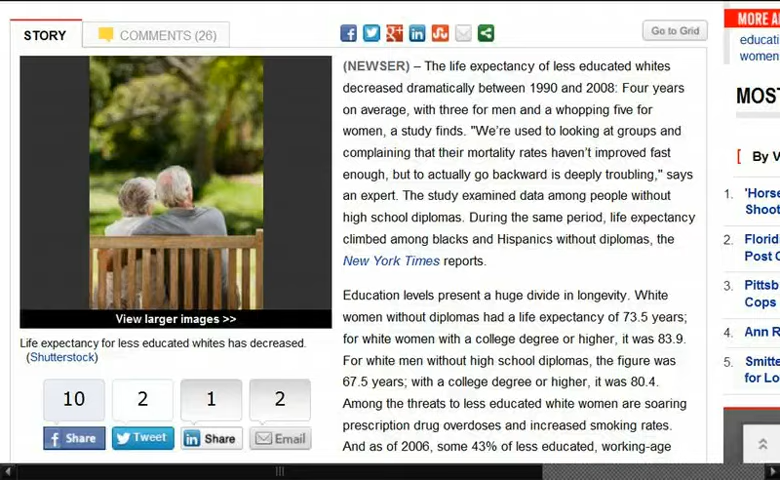 STORY
COMMENTS (26)
Go to Grid
View larger images >>
Life expectancy for less educated whites has decreased.
(Shutterstock)
10
2
1
2
Share
Tweet
Share
Email
(NEWSER) – The life expectancy of less educated whites
decreased dramatically between 1990 and 2008: Four years
on average, with three for men and a whopping five for
women, a study finds. "We're used to looking at groups and
complaining that their mortality rates haven't improved fast
enough, but to actually go backward is deeply troubling," says
an expert. The study examined data among people without
high school diplomas. During the same period, life expectancy
climbed among blacks and Hispanics without diplomas, the
New York Times reports.
Education levels present a huge divide in longevity. White
women without diplomas had a life expectancy of 73.5 years;
for white women with a college degree or higher, it was 83.9.
For white men without high school diplomas, the figure was
67.5 years; with a college degree or higher, it was 80.4.
Among the threats to less educated white women are soaring
prescription drug overdoses and increased smoking rates.
And as of 2006, some 43% of less educated, working-age
MORE A
educati
women
MOST
By V
1. 'Horse
Shoot
2. Florid
Post C
3. Pittsb
Cops
4. Ann R
5. Smitte
for Lo